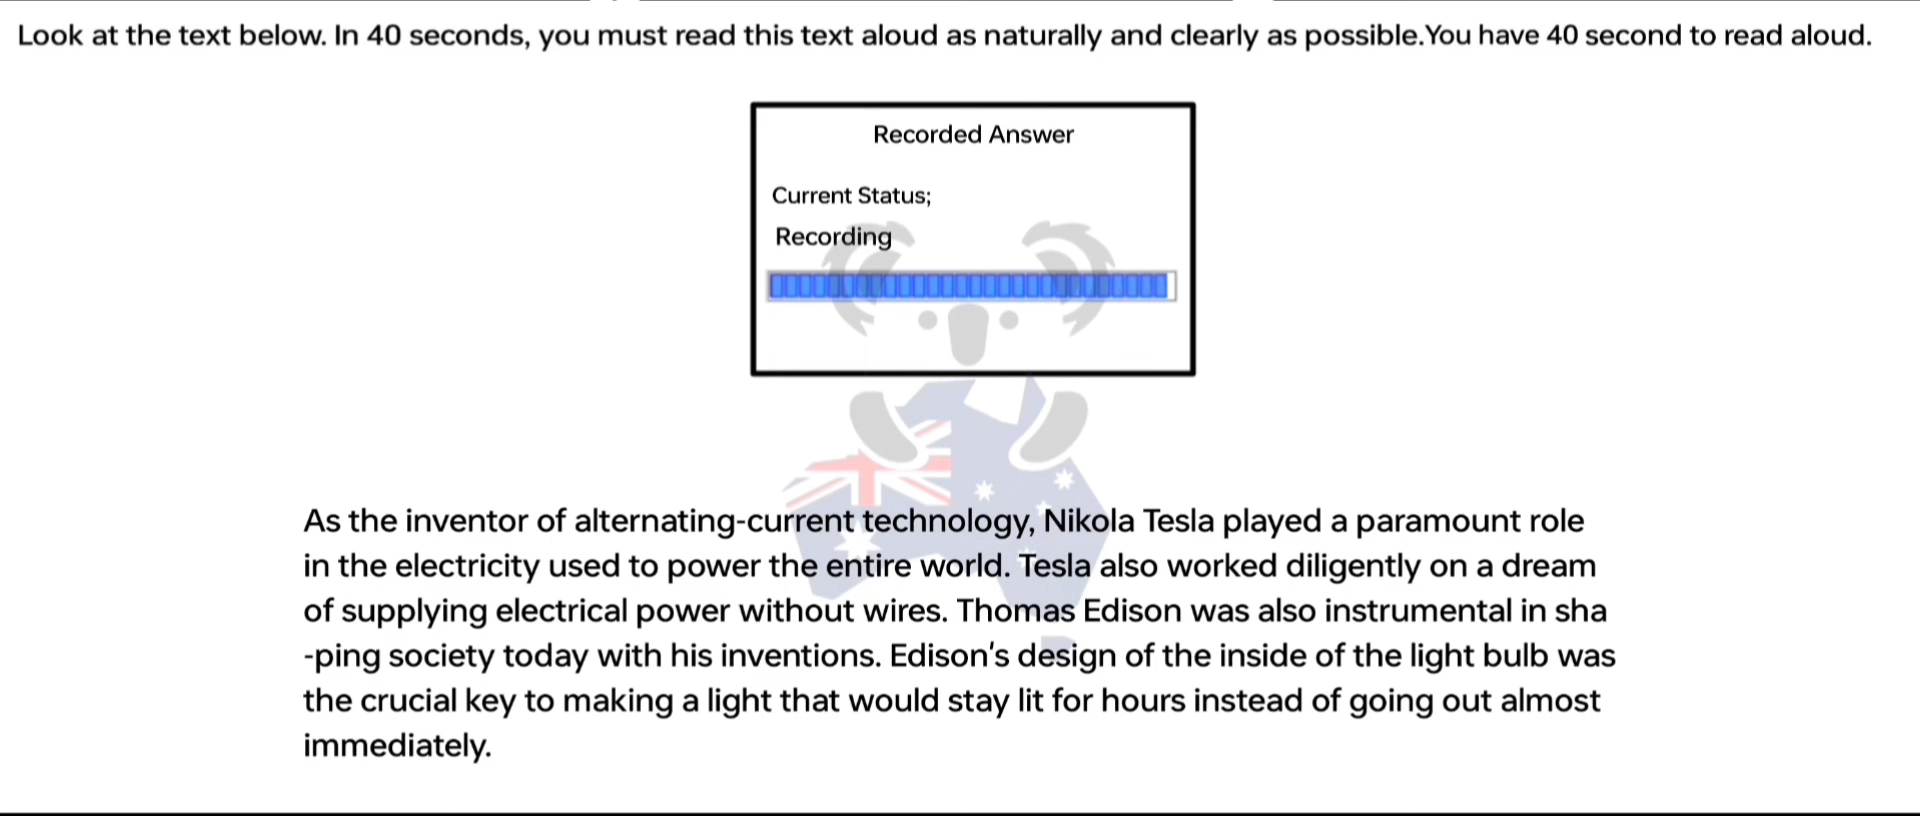 Look at the text below. In 40 seconds, you must read this text aloud as naturally and clearly as possible.You have 40 second to read aloud.
Recorded Answer
Current Status;
Recording
As the inventor of alternating-current technology, Nikola Tesla played a paramount role
in the electricity used to power the entire world. Tesla also worked diligently on a dream
of supplying electrical power without wires. Thomas Edison was also instrumental in sha
-ping society today with his inventions. Edison's design of the inside of the light bulb was
the crucial key to making a light that would stay lit for hours instead of going out almost
immediately.